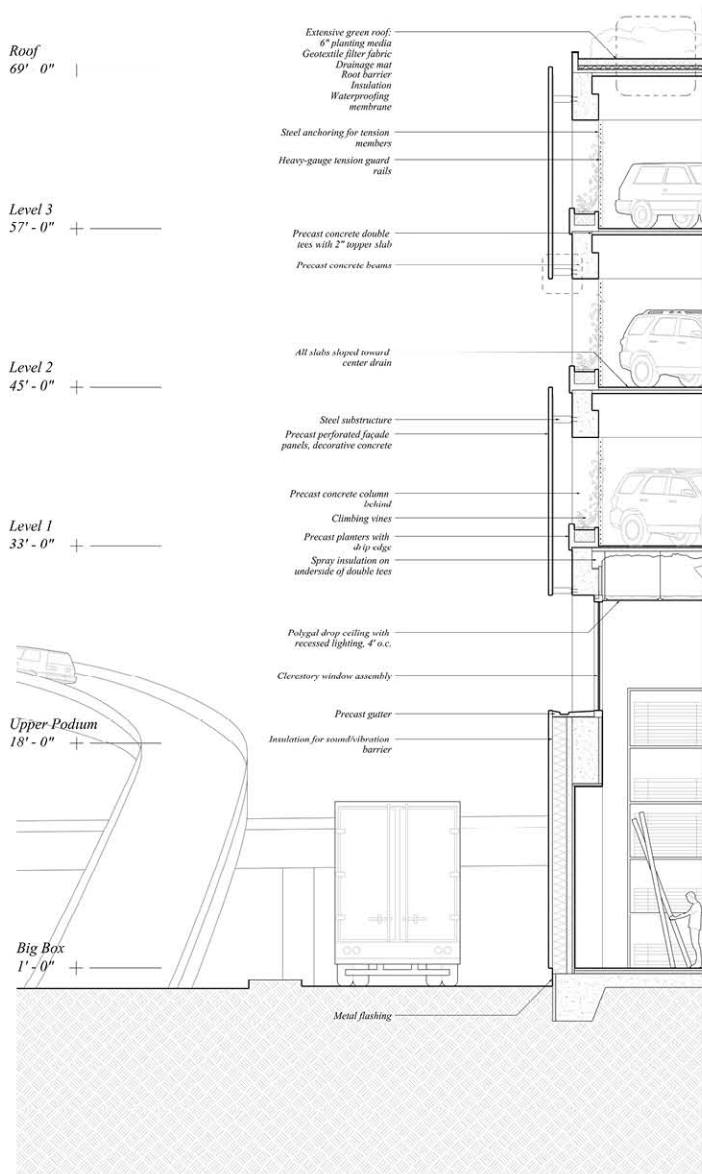 Roof
69' - 0"
Level 3
57' - 0"
Level 2
45' - 0"
Level 1
33' - 0"
Upper Podium
18' - 0"
Big Box
1' - 0"
Extensive green roof:
6" planting media
Geotextile filter fabric
Drainage mat
Root barrier
Insulation
Waterproofing
membrane
Steel anchoring for tension
members
Heavy-gauge tension guard
rails
Precast concrete double
tees with 2" topper slab
Precast concrete beams
All slabs sloped toward
center drain
Steel substructure
Precast perforated façade
panels, decorative concrete
Precast concrete column
behind
Climbing vines
Precast planters with
drip edge
Spray insulation on
underside of double tees
Polygal drop ceiling with
recessed lighting, 4' o.c.
Clerestory window assembly
Precast gutter
Insulation for sound/vibration
barrier
Metal flashing